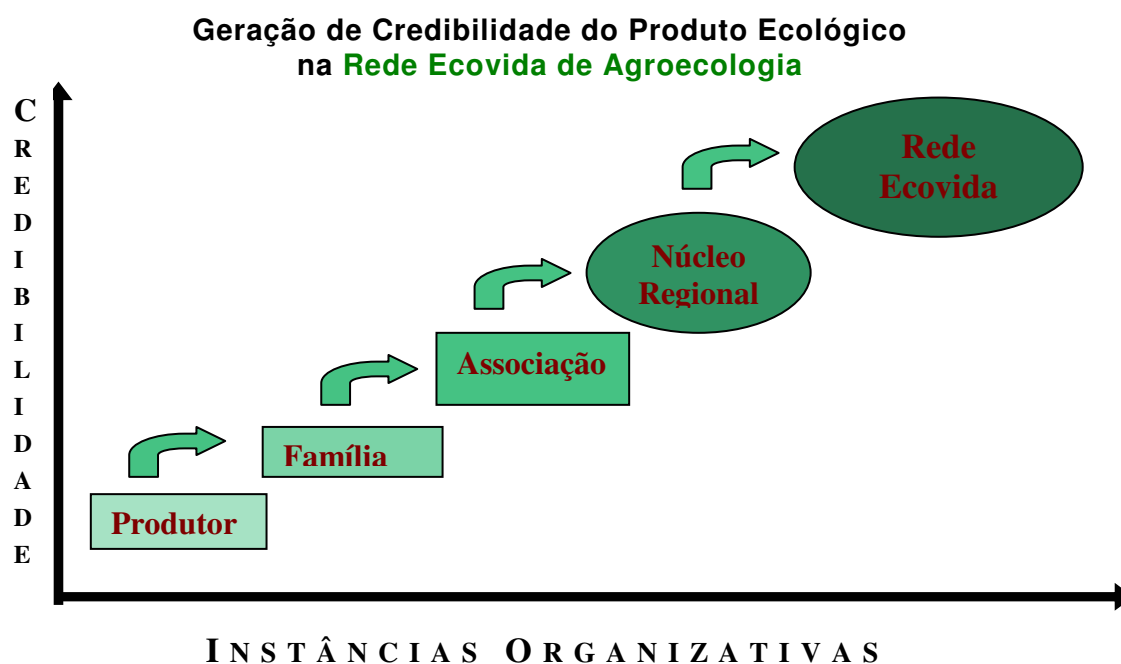 Geração de Credibilidade do Produto Ecológico
na Rede Ecovida de Agroecologia
CREDIBILIDADE
Rede
Ecovida
Núcleo
Regional
Associação
Família
Produtor
INSTÂNCIAS ORGANIZATIVAS